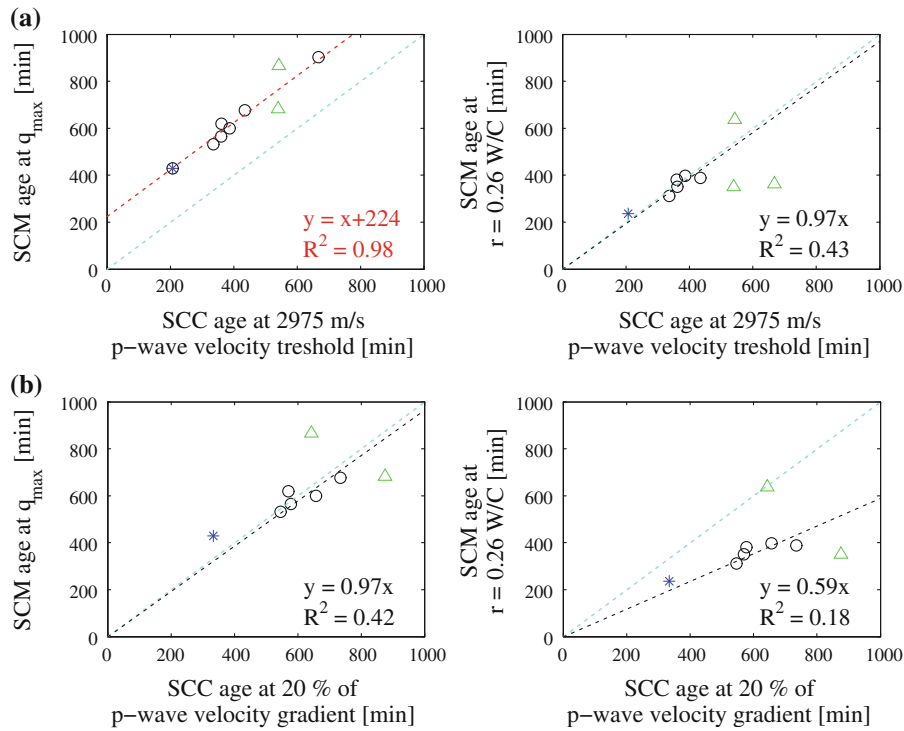 (a)
1000
800
600
400
200
0
SCM age at q_max [min]
y = x+224
R^2 = 0.98
0 200 400 600 800 1000
SCC age at 2975 m/s
p−wave velocity treshold [min]
1000
800
600
400
200
0
SCM age at
r = 0.26 W/C [min]
y = 0.97x
R^2 = 0.43
0 200 400 600 800 1000
SCC age at 2975 m/s
p−wave velocity treshold [min]
(b)
1000
800
600
400
200
0
SCM age at q_max [min]
y = 0.97x
R^2 = 0.42
0 200 400 600 800 1000
SCC age at 20 % of
p−wave velocity gradient [min]
1000
800
600
400
200
0
SCM age at
r = 0.26 W/C [min]
y = 0.59x
R^2 = 0.18
0 200 400 600 800 1000
SCC age at 20 % of
p−wave velocity gradient [min]